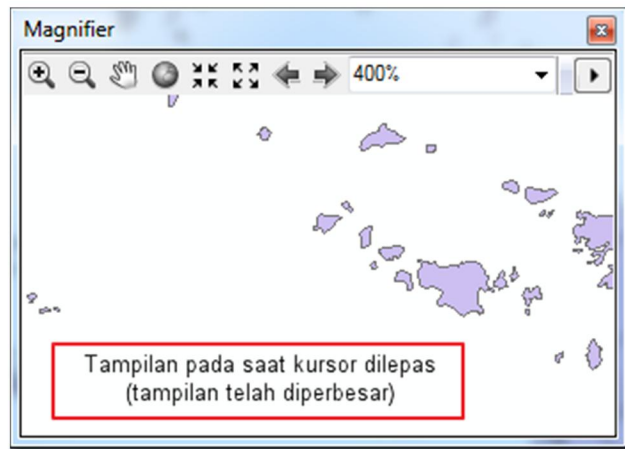 Magnifier
400%
Tampilan pada saat kursor dilepas
(tampilan telah diperbesar)